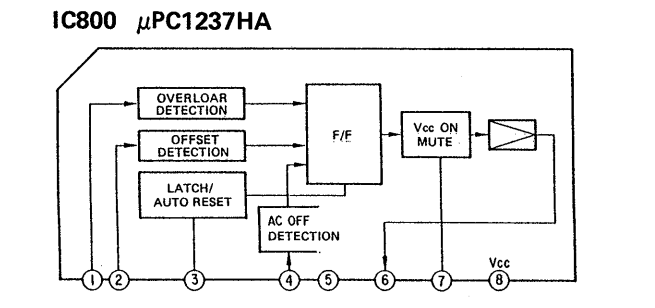 IC800 μPC1237HA
OVERLOAR
DETECTION
OFFSET
DETECTION
LATCH/
AUTO RESET
AC OFF
DETECTION
F/F
Vcc ON
MUTE
Vcc
1 2 3 4 5 6 7 8